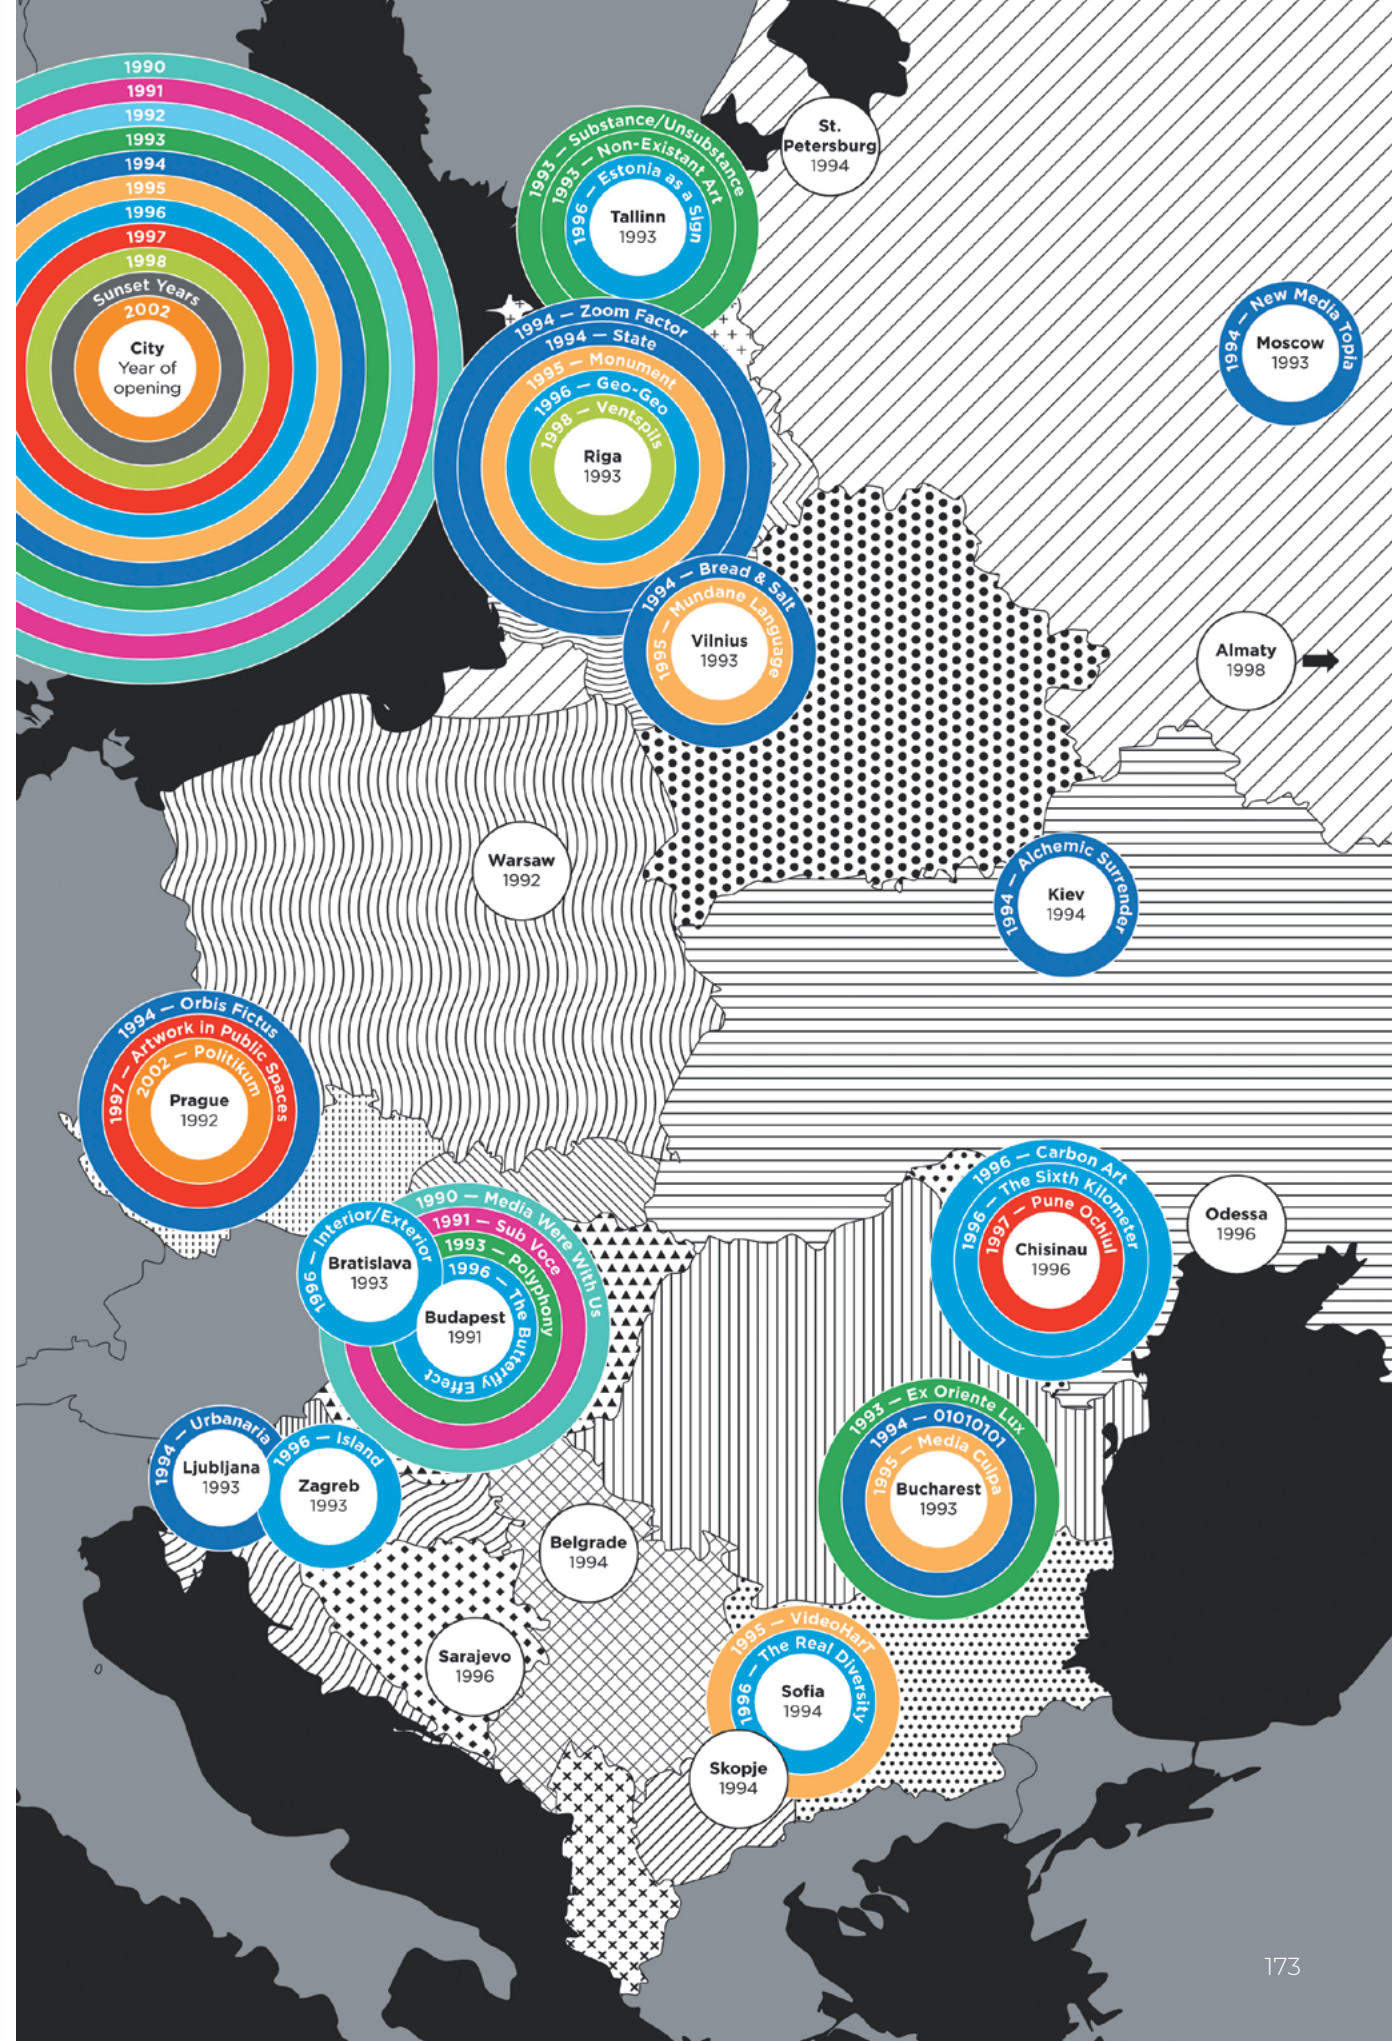 1990
1991
1992
1993
1994
1995
1996
1997
1998
Sunset Years
2002
City
Year of
opening
1993 — Substance/Unsubstance
1993 — Non-Existant Art
1996 — Estonia as a Sign
Tallinn
1993
St.
Petersburg
1994
1994 — New Media Topia
Moscow
1993
1994 — Zoom Factor
1994 — State
1995 — Monument
1996 — Geo-Geo
1998 — Ventspils
Riga
1993
1994 — Bread & Salt
1995 — Mundane Language
Vilnius
1993
Almaty
1998
Warsaw
1992
1994 — Alchemic Surrender
Kiev
1994
1994 — Orbis Fictus
1997 — Artwork in Public Spaces
2002 — Politikum
Prague
1992
1996 — Carbon Art
1996 — The Sixth Kilometer
1997 — Pune Ochiul
Chisinau
1996
Odessa
1996
1996 — Interior/Exterior
Bratislava
1993
1990 — Media Were With Us
1991 — Sub Voce
1993 — Polyphony
1996 — The Butterfly Effect
Budapest
1991
1993 — Ex Oriente Lux
1994 — 01010101
1995 — Media Culpa
Bucharest
1993
1994 — Urbanaria
Ljubljana
1993
1996 — Island
Zagreb
1993
Belgrade
1994
Sarajevo
1996
1995 — VideoHarT
1996 — The Real Diversity
Sofia
1994
Skopje
1994
173